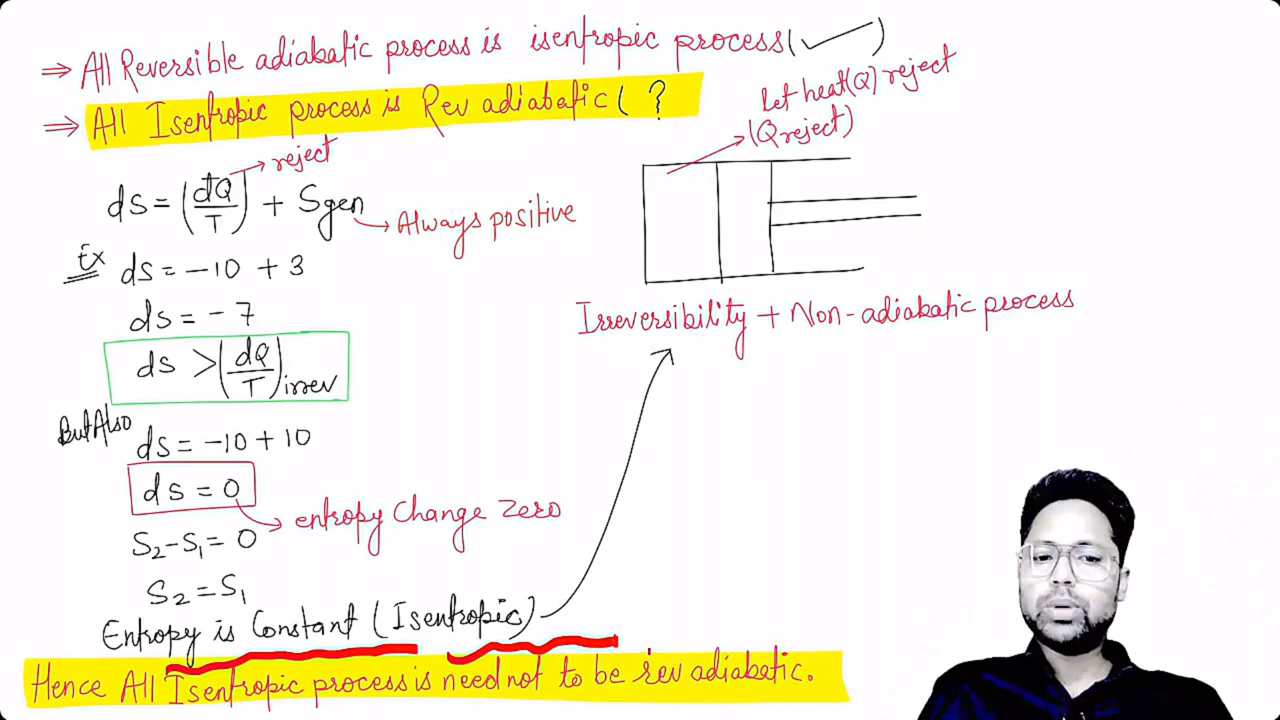 ⇒ All Reversible adiabatic process is isentropic process (✓)
⇒ All Isentropic process is Rev adiabatic ( ?
let heat (Q) reject
(Q reject)
→ reject
ds = (dQ/T) + Sgen
→ Always positive
Ex ds = -10 + 3
ds = -7
Irreversibility + Non-adiabatic process
ds > (dQ/T)irrev
But Also ds = -10 + 10
ds = 0
→ entropy change zero
S2 - S1 = 0
S2 = S1
Entropy is Constant (Isentropic)
Hence All Isentropic process is need not to be rev adiabatic.